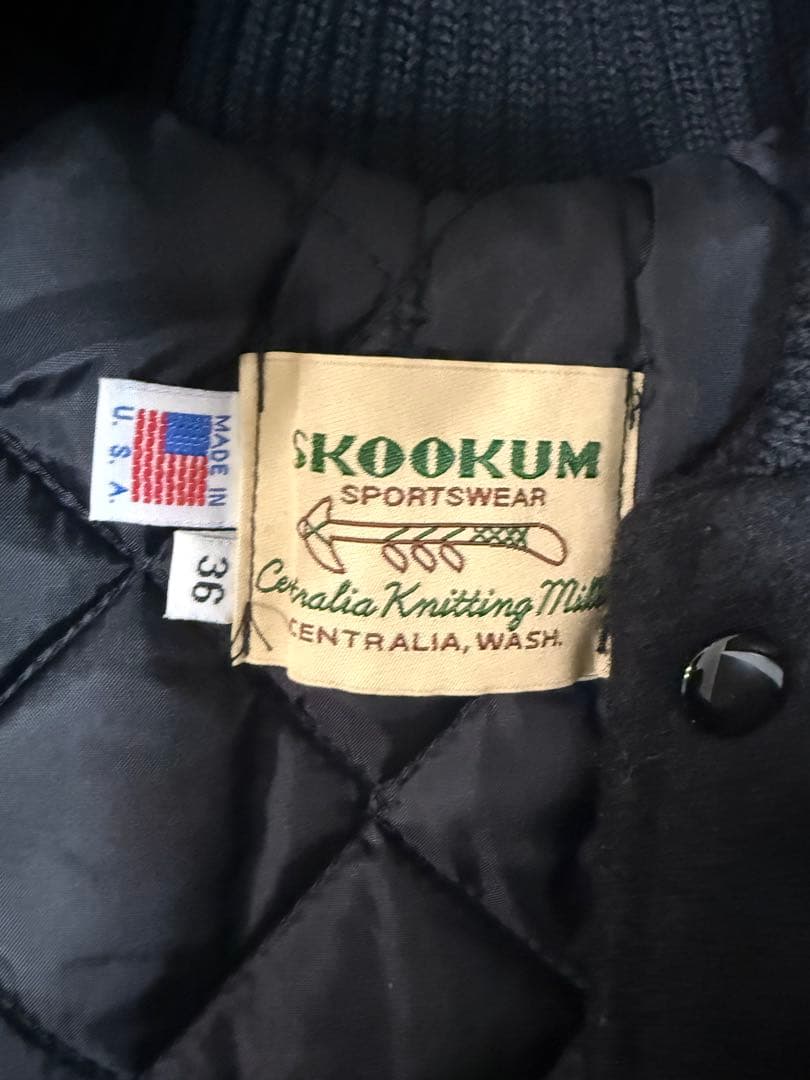 SKOOKUM
SPORTSWEAR
Centralia Knitting Mills
CENTRALIA, WASH.
MADE IN
U. S. A.
36